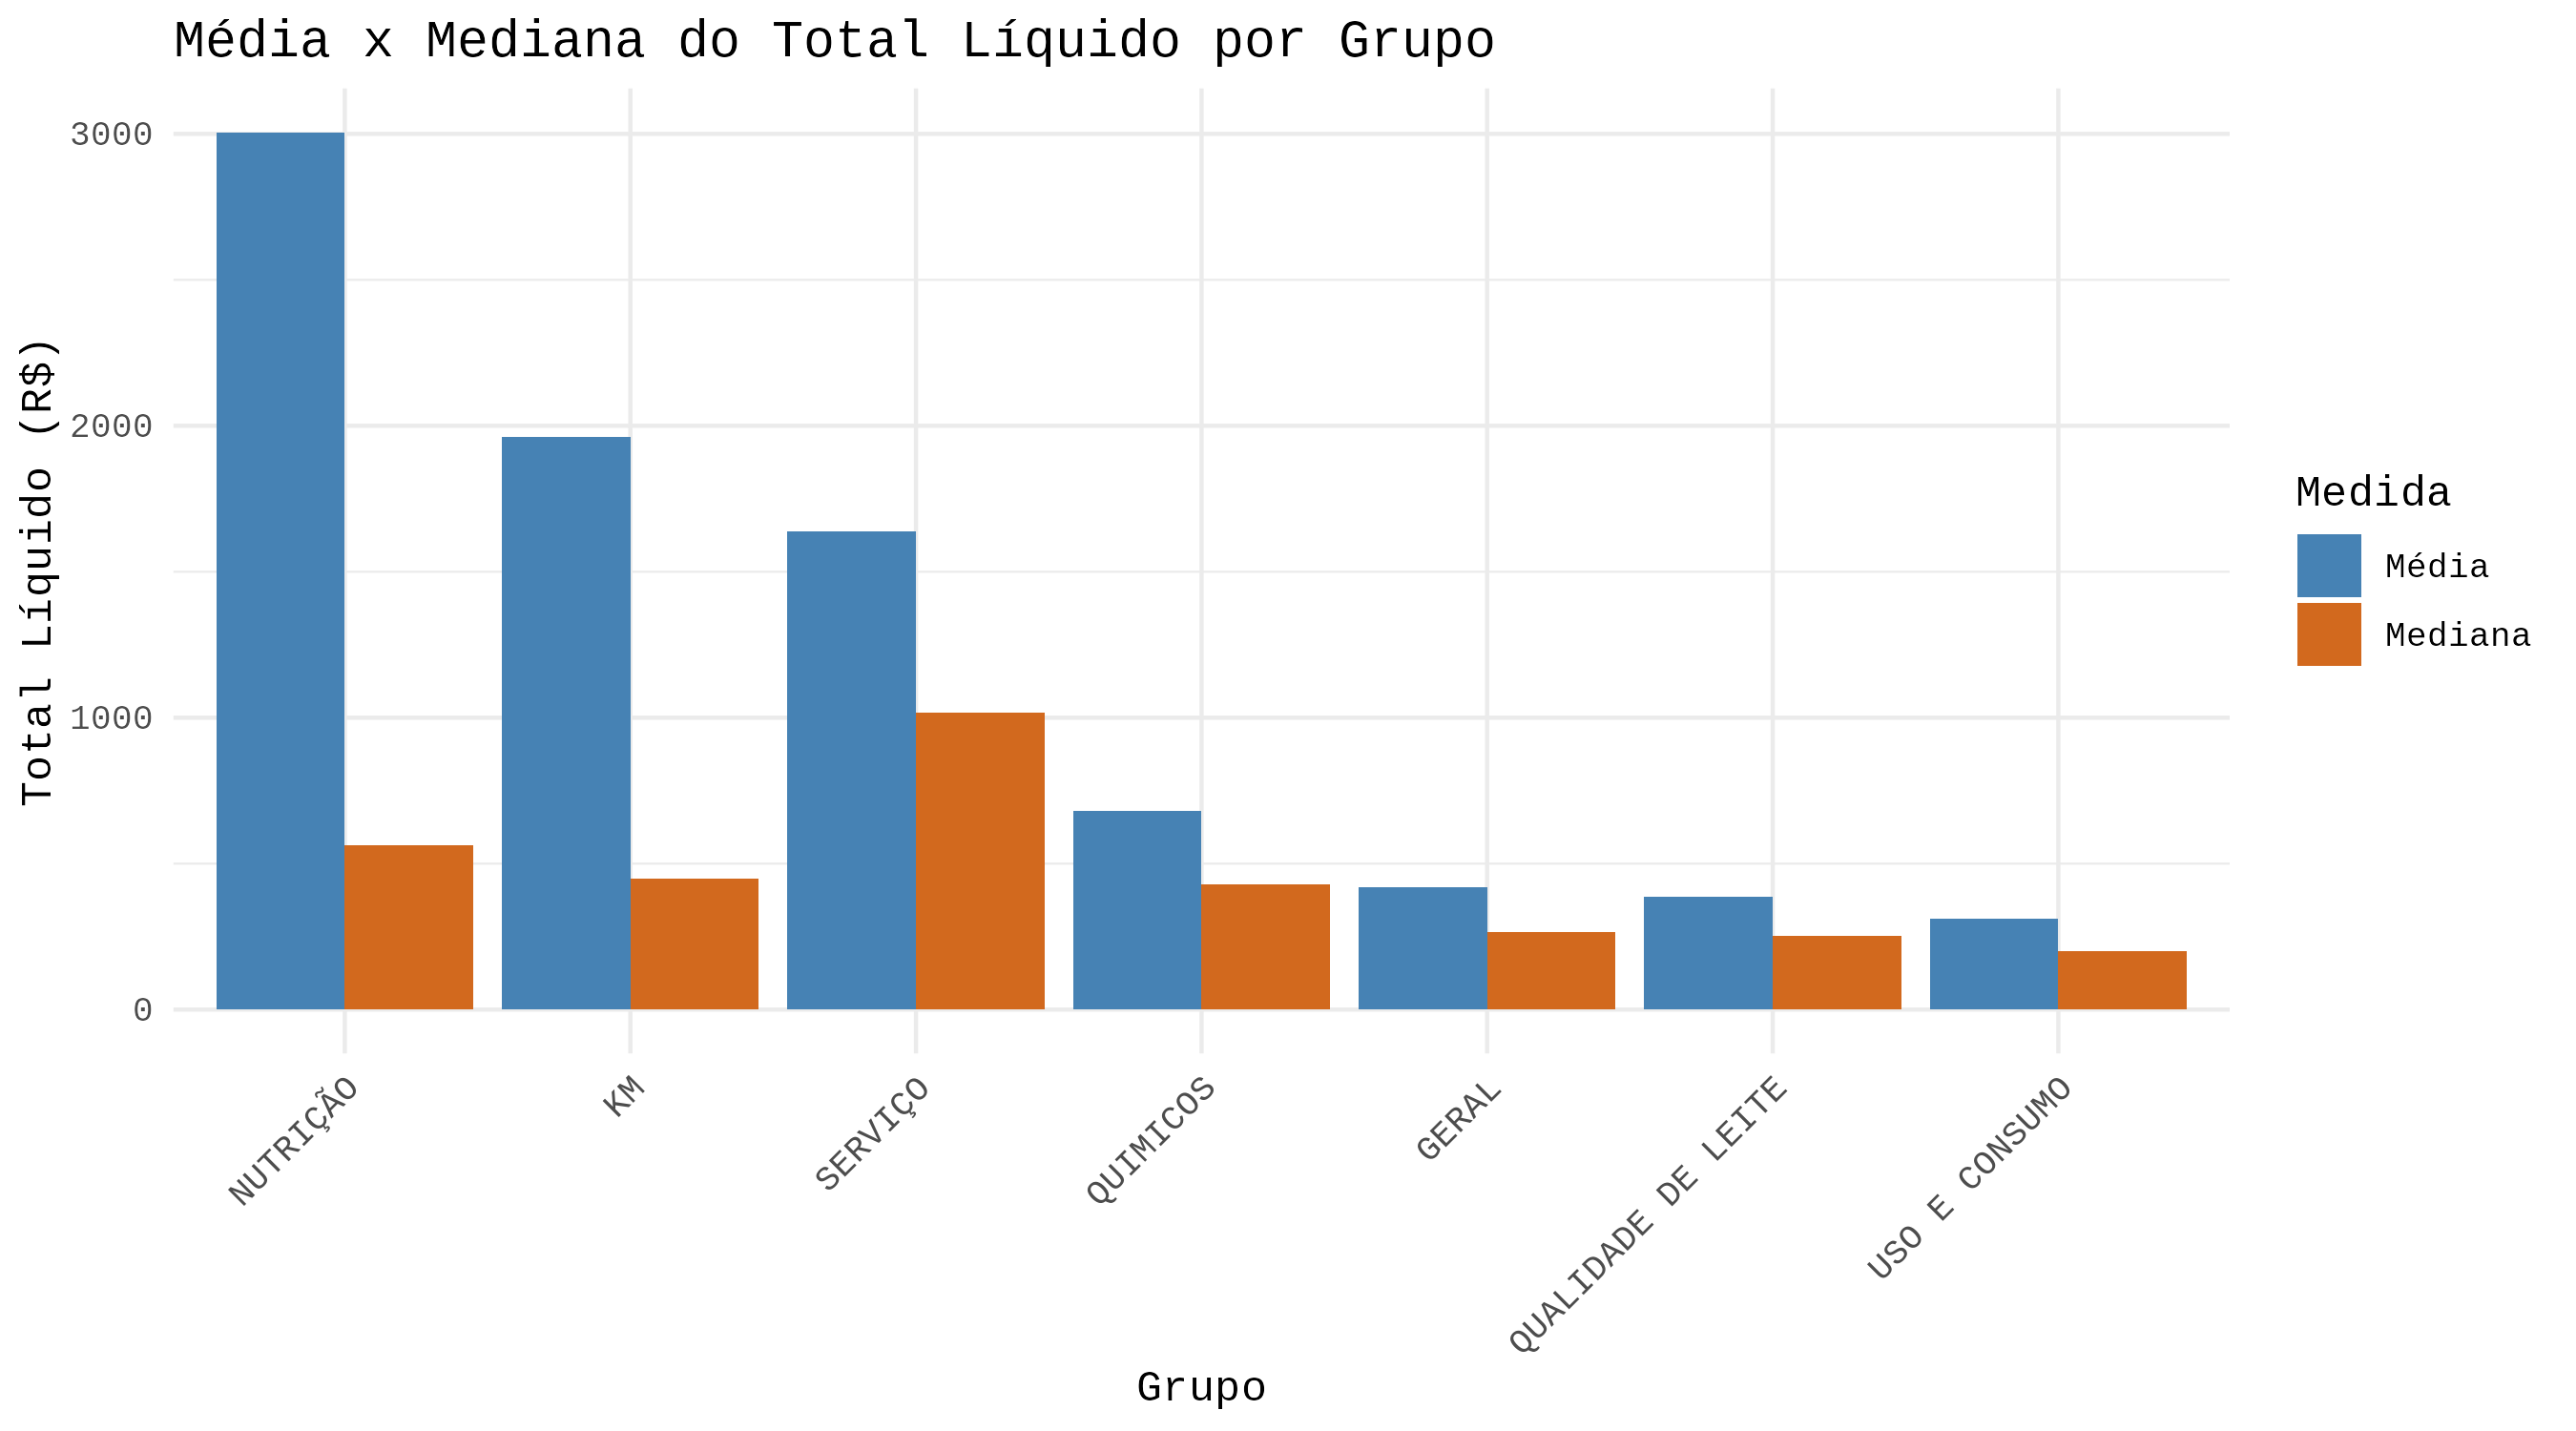 Média x Mediana do Total Líquido por Grupo
Total Líquido (R$)
3000
2000
1000
0
NUTRIÇÃO
KM
SERVIÇO
QUIMICOS
GERAL
QUALIDADE DE LEITE
USO E CONSUMO
Grupo
Medida
Média
Mediana